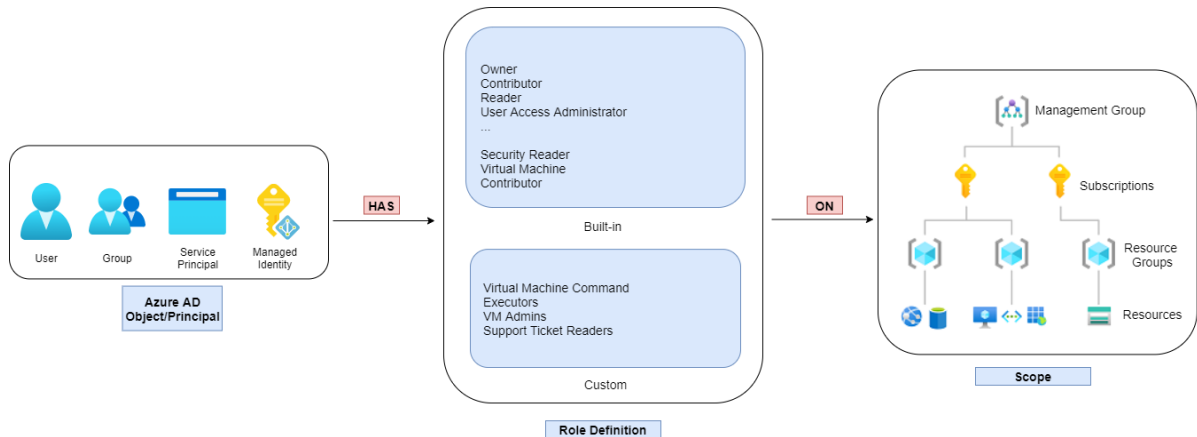 User
Group
Service
Principal
Managed
Identity
Azure AD
Object/Principal
HAS
Owner
Contributor
Reader
User Access Administrator
...
Security Reader
Virtual Machine
Contributor
Built-in
Virtual Machine Command
Executors
VM Admins
Support Ticket Readers
Custom
Role Definition
ON
Management Group
Subscriptions
Resource
Groups
Resources
Scope